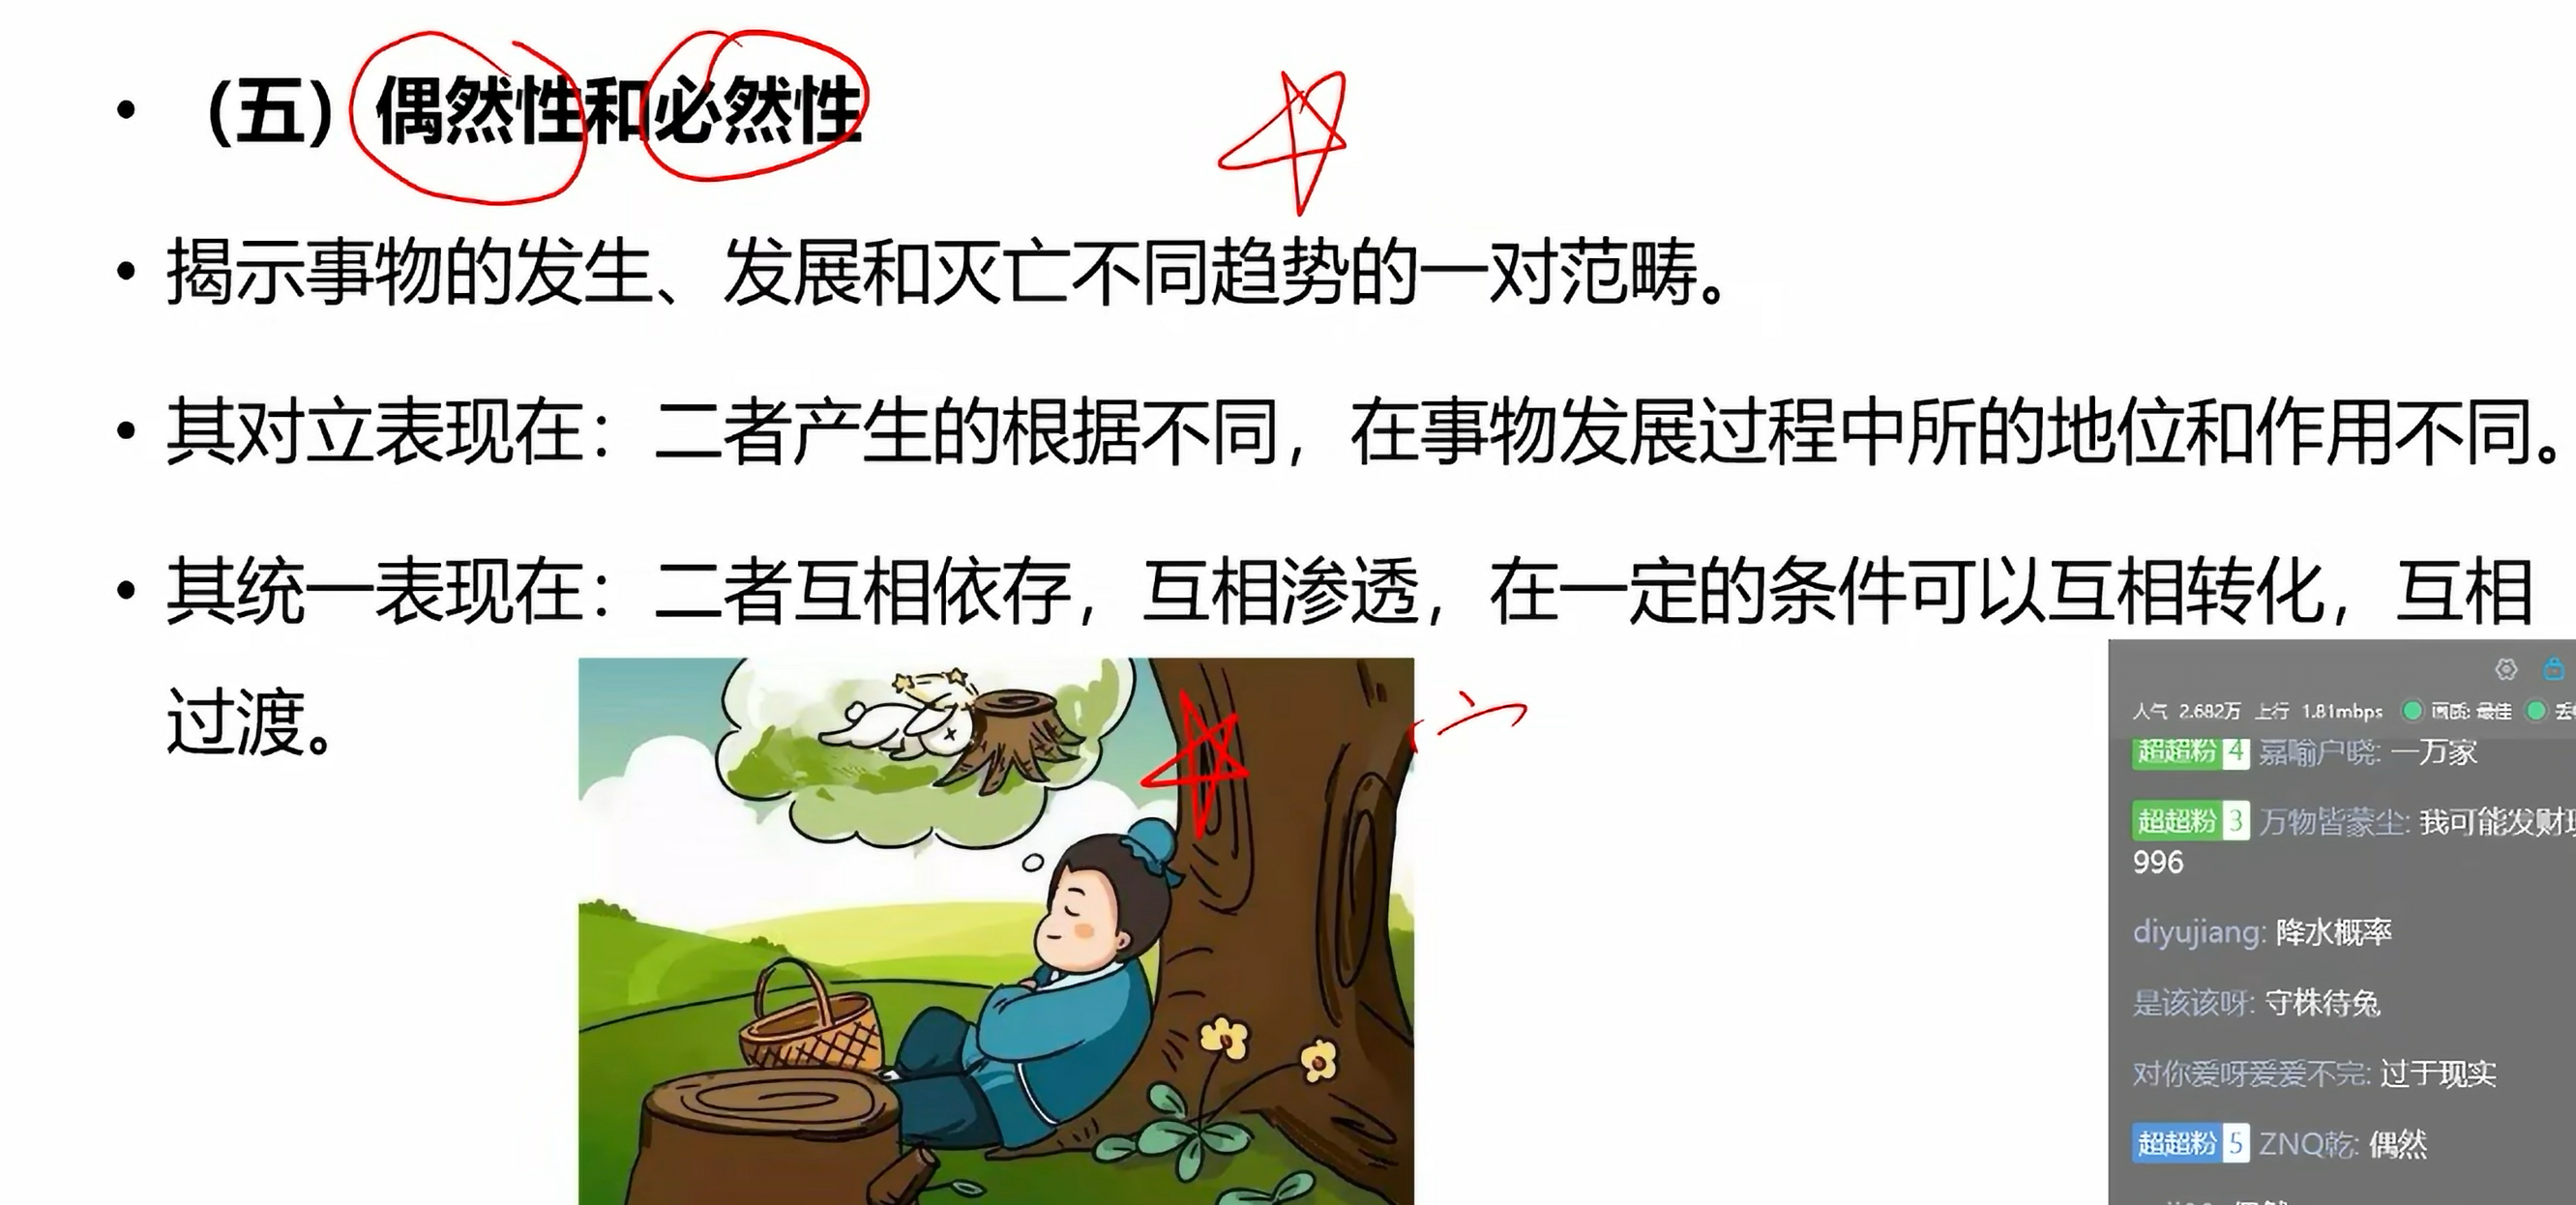 • （五）偶然性和必然性
• 揭示事物的发生、发展和灭亡不同趋势的一对范畴。
• 其对立表现在：二者产生的根据不同，在事物发展过程中所的地位和作用不同。
• 其统一表现在：二者互相依存，互相渗透，在一定的条件可以互相转化，互相
过渡。
人气 2.682万 上行 1.81mbps 画质: 最佳
超超粉 4 嘉喻户晓: 一万家
超超粉 3 万物皆蒙尘: 我可能发财
996
diyujiang: 降水概率
是该该呀: 守株待兔
对你爱呀爱爱不完: 过于现实
超超粉 5 ZNQ乾: 偶然